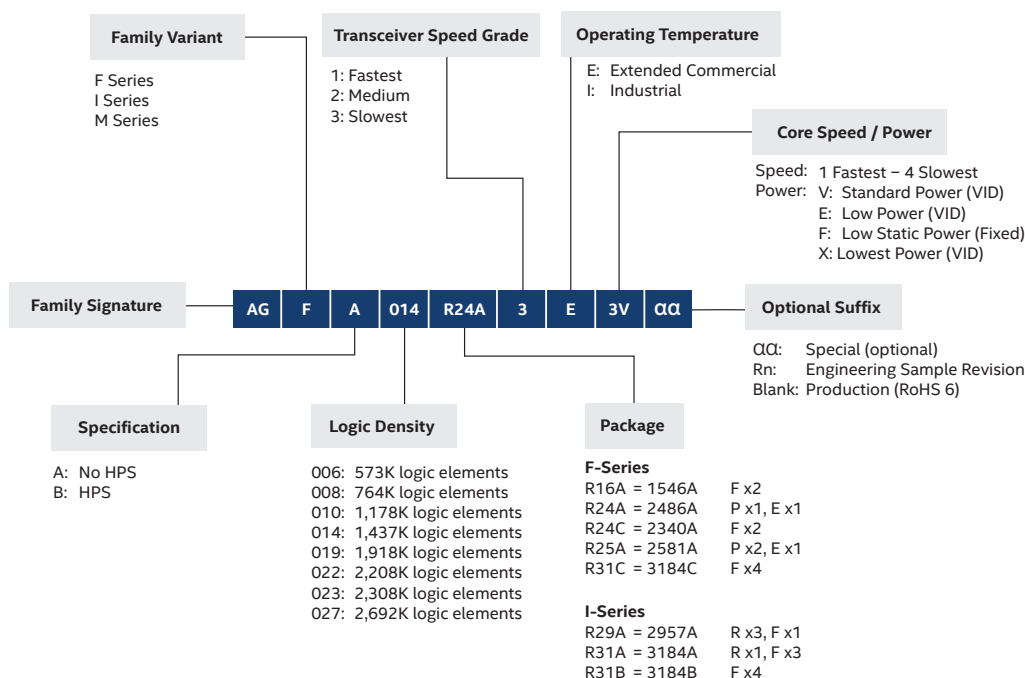 Family Variant
F Series
I Series
M Series
Transceiver Speed Grade
1: Fastest
2: Medium
3: Slowest
Operating Temperature
E: Extended Commercial
I: Industrial
Core Speed / Power
Speed: 1 Fastest – 4 Slowest
Power: V: Standard Power (VID)
E: Low Power (VID)
F: Low Static Power (Fixed)
X: Lowest Power (VID)
Family Signature
AG F A 014 R24A 3 E 3V αα
Optional Suffix
αα: Special (optional)
Rn: Engineering Sample Revision
Blank: Production (RoHS 6)
Specification
A: No HPS
B: HPS
Logic Density
006: 573K logic elements
008: 764K logic elements
010: 1,178K logic elements
014: 1,437K logic elements
019: 1,918K logic elements
022: 2,208K logic elements
023: 2,308K logic elements
027: 2,692K logic elements
Package
F-Series
R16A = 1546A F x2
R24A = 2486A P x1, E x1
R24C = 2340A F x2
R25A = 2581A P x2, E x1
R31C = 3184C F x4
I-Series
R29A = 2957A R x3, F x1
R31A = 3184A R x1, F x3
R31B = 3184B F x4